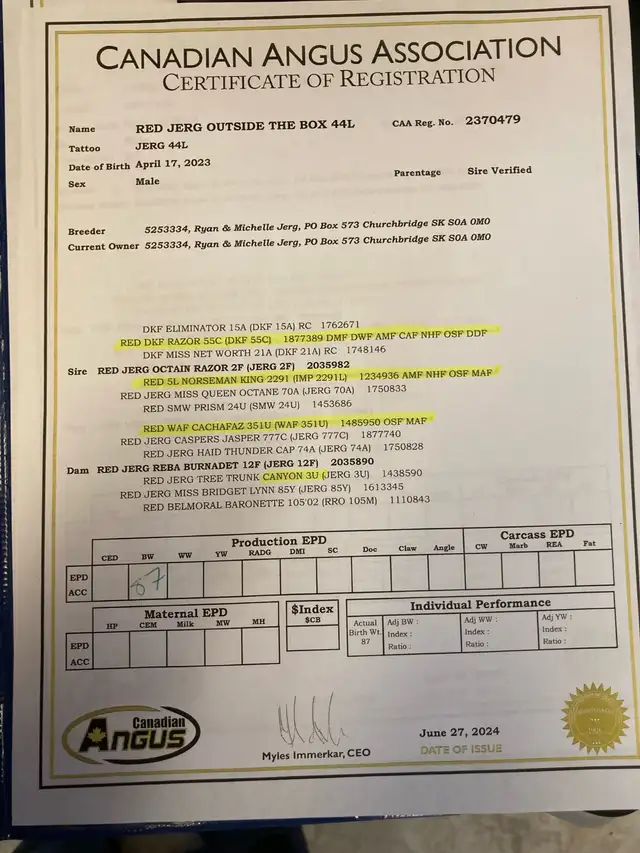 CANADIAN ANGUS ASSOCIATION
CERTIFICATE OF REGISTRATION
Name RED JERG OUTSIDE THE BOX 44L CAA Reg. No. 2370479
Tattoo JERG 44L
Date of Birth April 17, 2023
Sex Male Parentage Sire Verified
Breeder 5253334, Ryan & Michelle Jerg, PO Box 573 Churchbridge SK S0A 0M0
Current Owner 5253334, Ryan & Michelle Jerg, PO Box 573 Churchbridge SK S0A 0M0
DKF ELIMINATOR 15A (DKF 15A) RC 1762671
RED DKF RAZOR 55C (DKF 55C) 1877389 DMF DWF AMF CAF NHF OSF DDF
DKF MISS NET WORTH 21A (DKF 21A) RC 1748146
Sire RED JERG OCTAIN RAZOR 2F (JERG 2F) 2035982
RED 5L NORSEMAN KING 2291 (IMP 2291L) 1234936 AMF NHF OSF MAF
RED JERG MISS QUEEN OCTANE 70A (JERG 70A) 1750833
RED SMW PRISM 24U (SMW 24U) 1453686
RED WAF CACHAFAZ 351U (WAF 351U) 1485950 OSF MAF
RED JERG CASPERS JASPER 777C (JERG 777C) 1877740
RED JERG HAID THUNDER CAP 74A (JERG 74A) 1750828
Dam RED JERG REBA BURNADET 12F (JERG 12F) 2035890
RED JERG TREE TRUNK CANYON 3U (JERG 3U) 1438590
RED JERG MISS BRIDGET LYNN 85Y (JERG 85Y) 1613345
RED BELMORAL BARONETTE 105'02 (RRO 105M) 1110843
Production EPD Carcass EPD
CED BW WW YW RADG DMI SC Doc Claw Angle CW Marb REA Fat
EPD
ACC
87
Maternal EPD $Index Individual Performance
HP CEM Milk MW MH $CB
Actual Birth Wt. 87
Adj BW : Adj WW : Adj YW :
Index : Index : Index :
Ratio : Ratio : Ratio :
EPD
ACC
Canadian
ANGUS
Myles Immerkar, CEO
June 27, 2024
DATE OF ISSUE